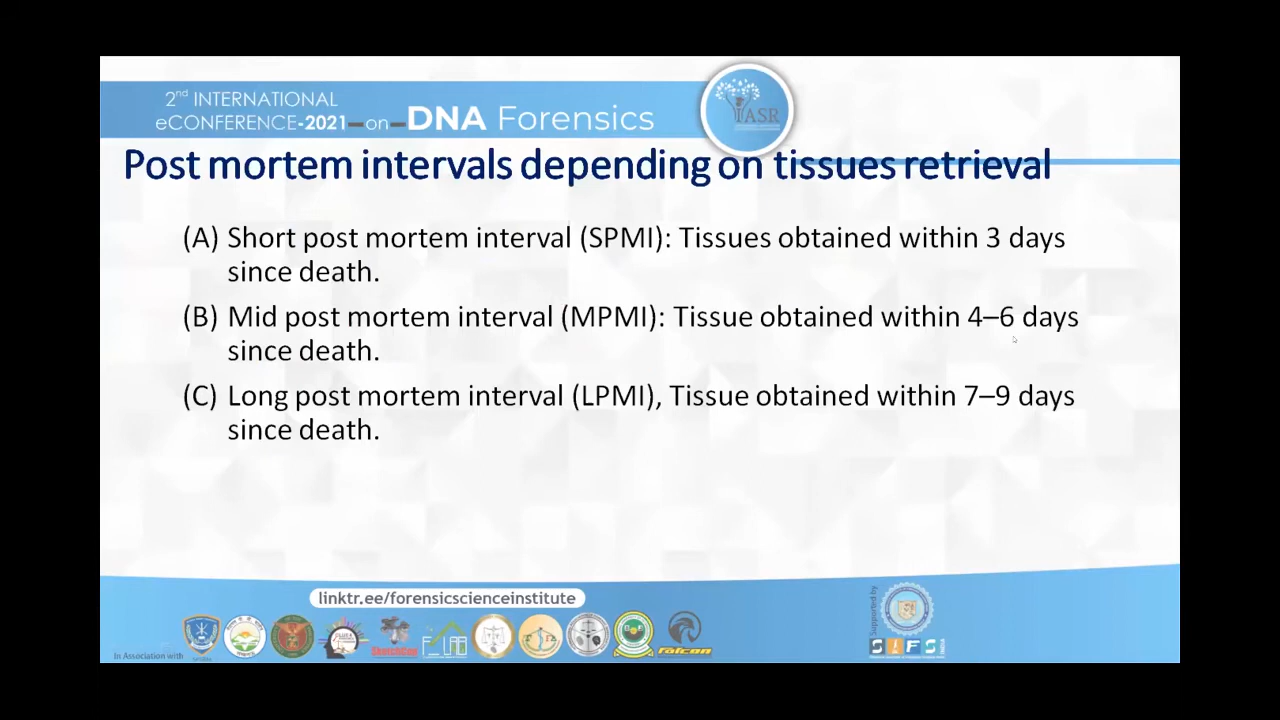 2nd INTERNATIONAL
eCONFERENCE-2021-on-DNA Forensics
IASR
Post mortem intervals depending on tissues retrieval
(A) Short post mortem interval (SPMI): Tissues obtained within 3 days
since death.
(B) Mid post mortem interval (MPMI): Tissue obtained within 4–6 days
since death.
(C) Long post mortem interval (LPMI), Tissue obtained within 7–9 days
since death.
linktr.ee/forensicscienceinstitute
In Association with
falcon
Supported by
SIFS